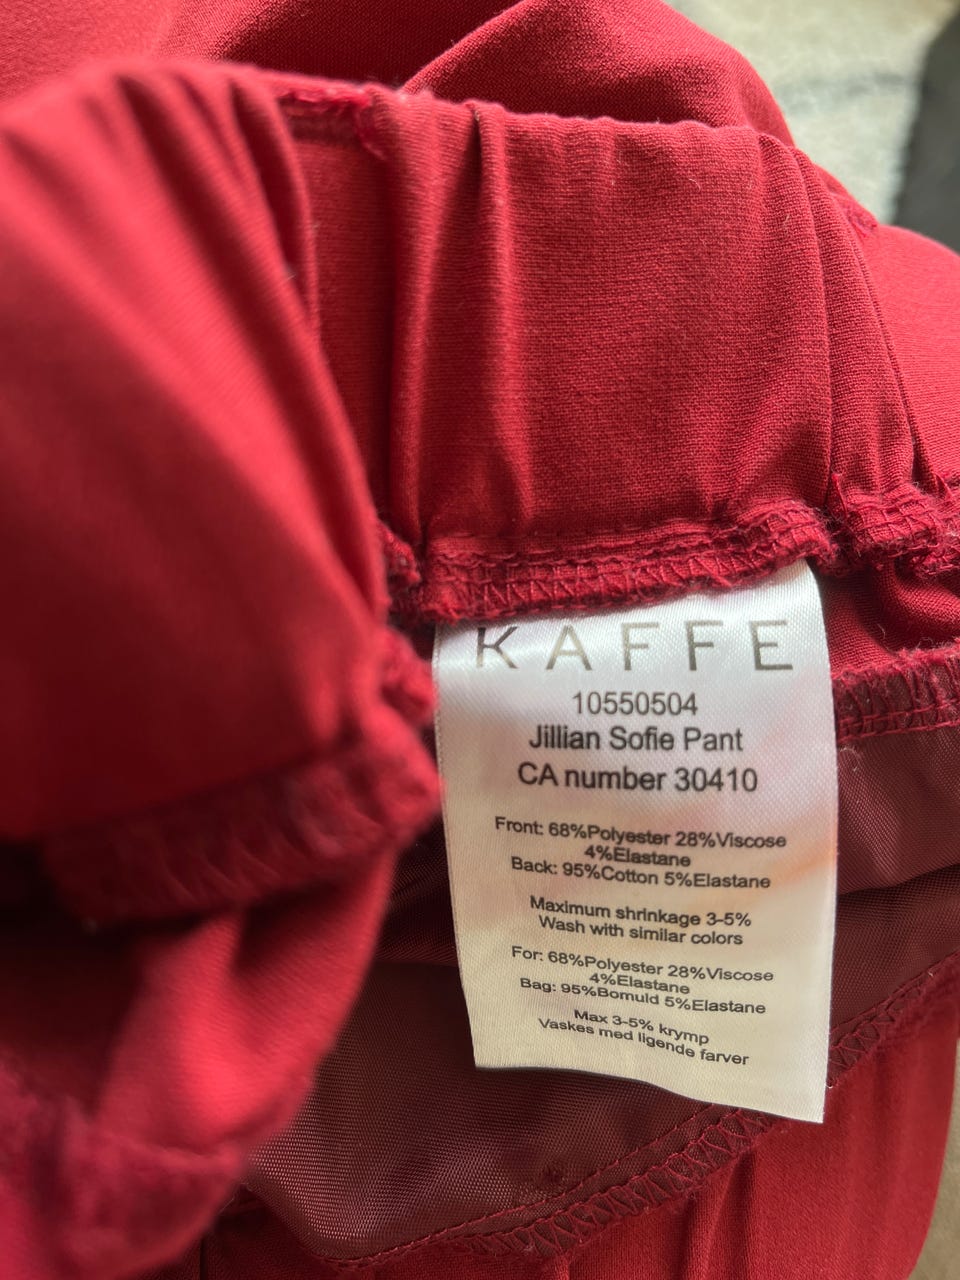 KAFFE
10550504
Jillian Sofie Pant
CA number 30410
Front: 68%Polyester 28%Viscose
4%Elastane
Back: 95%Cotton 5%Elastane
Maximum shrinkage 3-5%
Wash with similar colors
For: 68%Polyester 28%Viscose
4%Elastane
Bag: 95%Bomuld 5%Elastane
Max 3-5% krymp
Vaskes med ligende farver